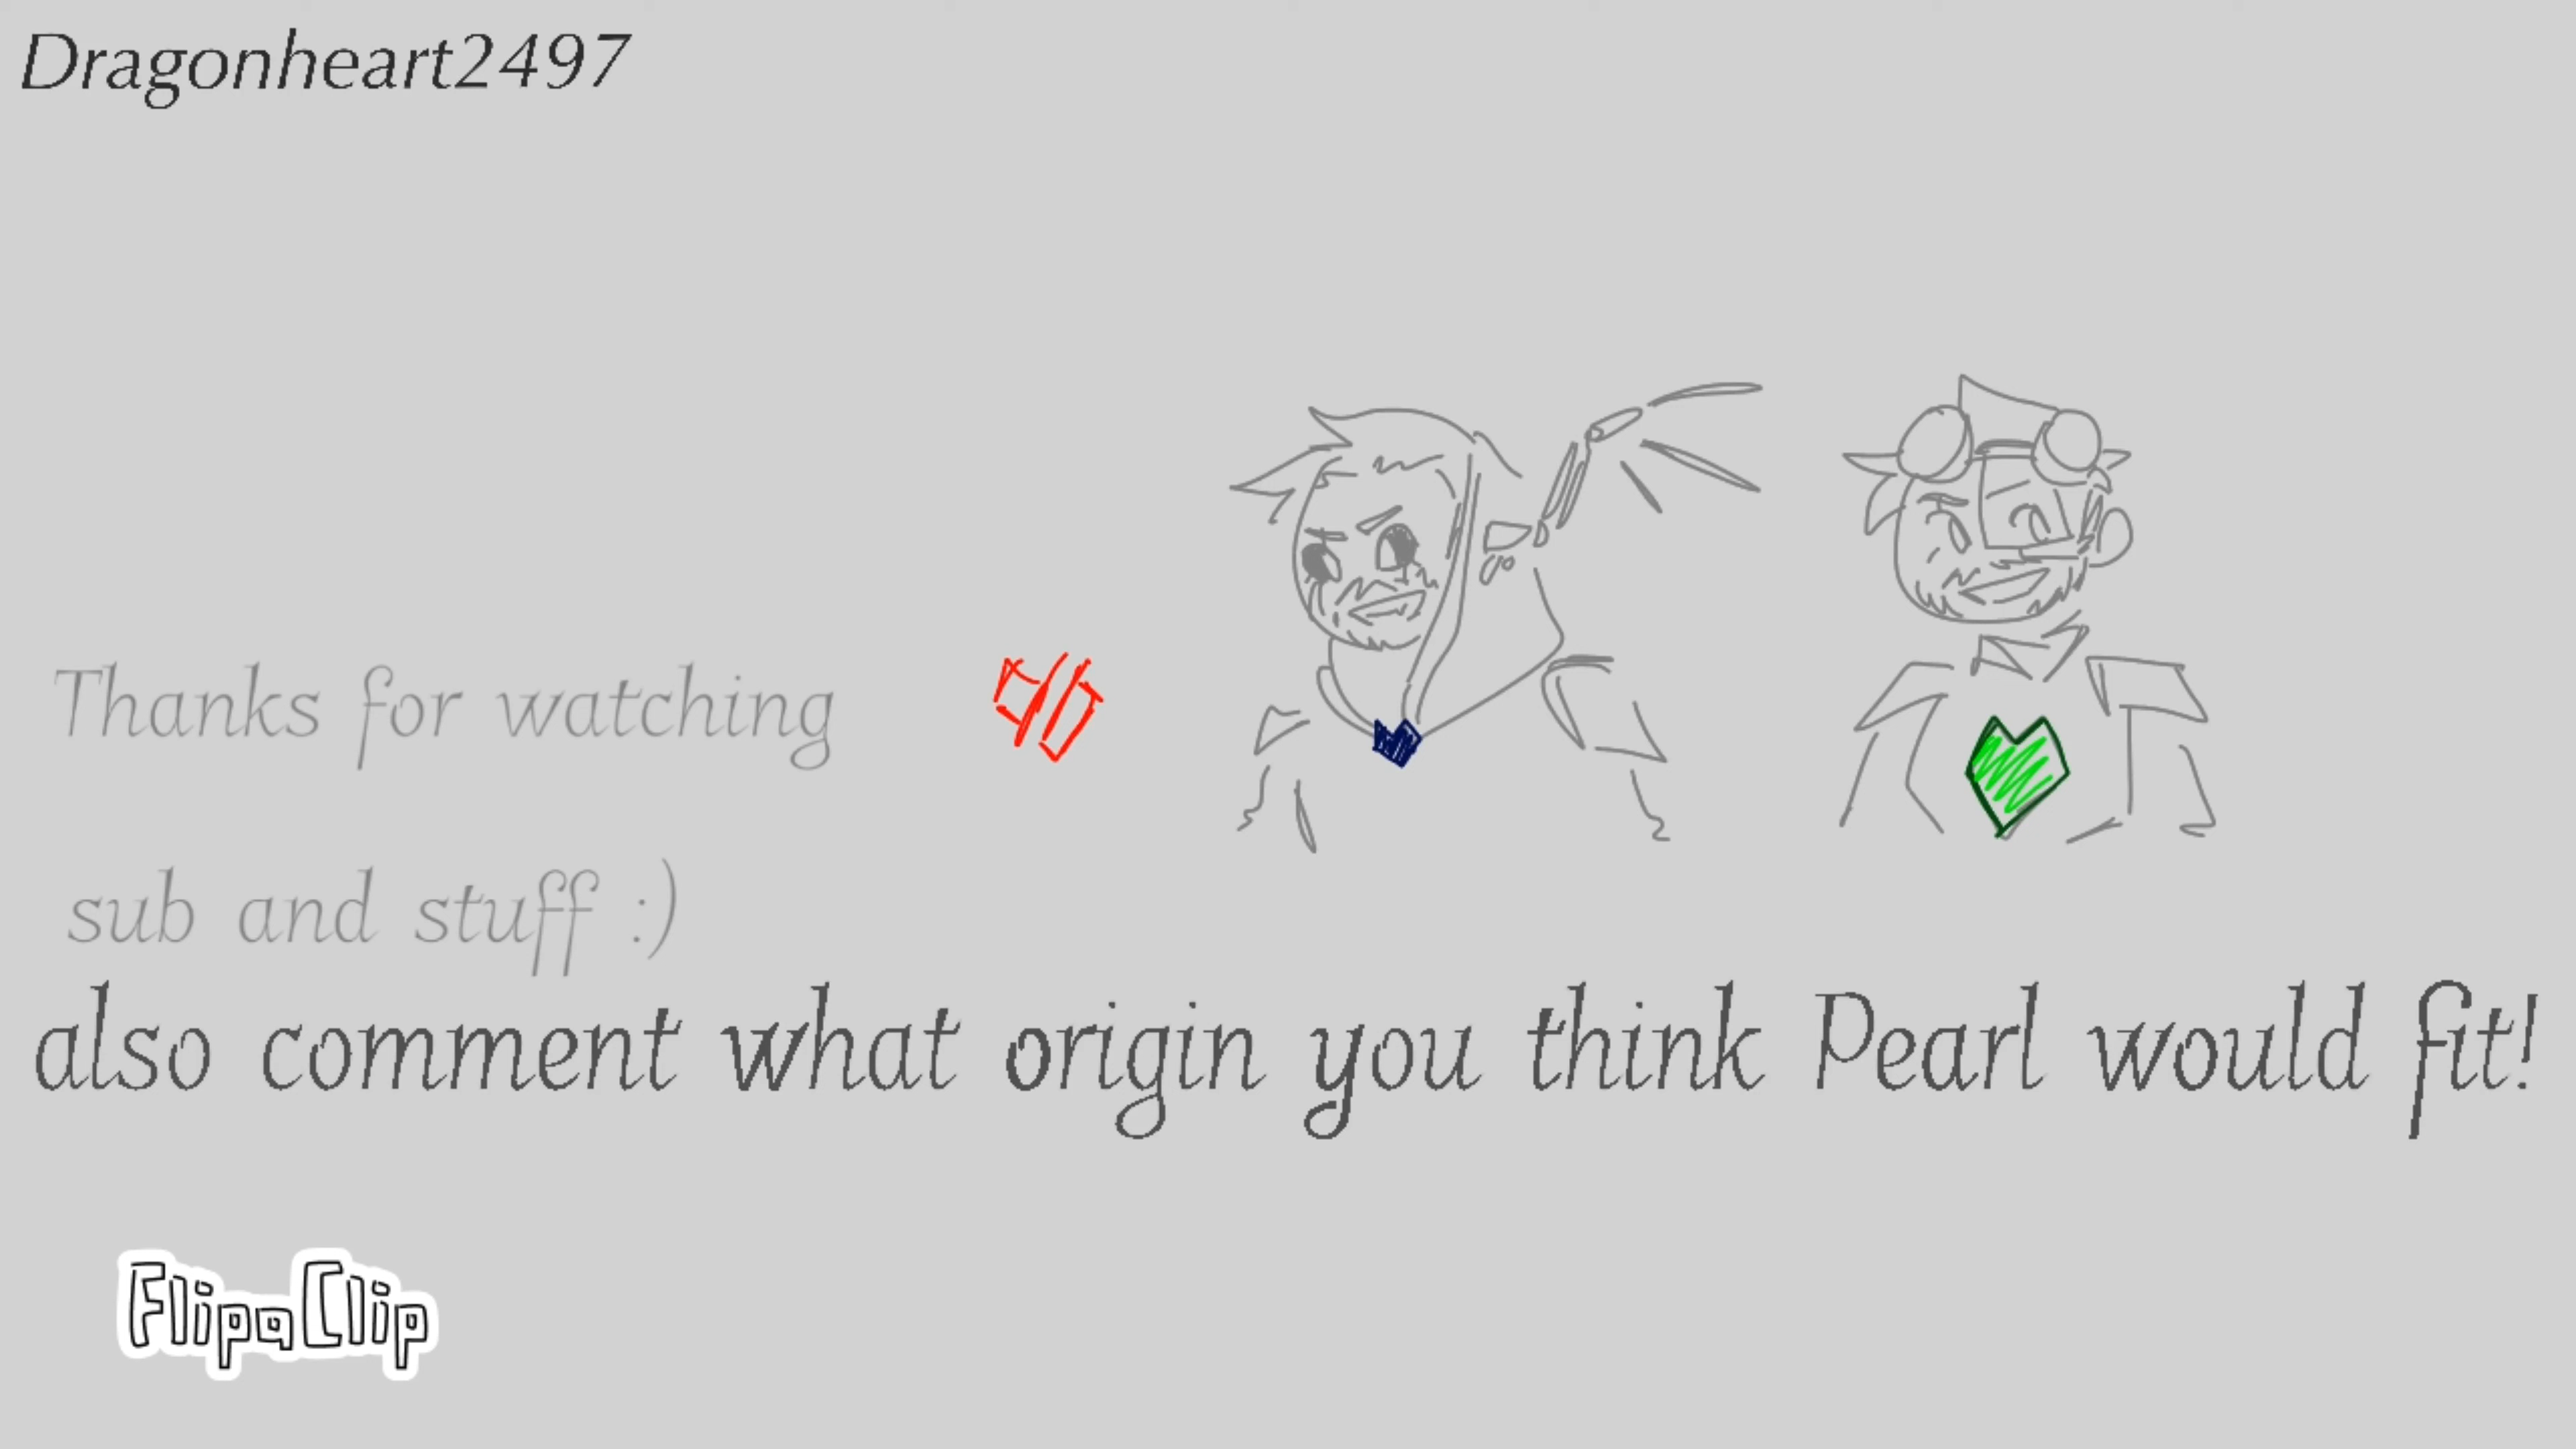 Dragonheart2497
Thanks for watching
sub and stuff :)
also comment what origin you think Pearl would fit!
FlipaClip